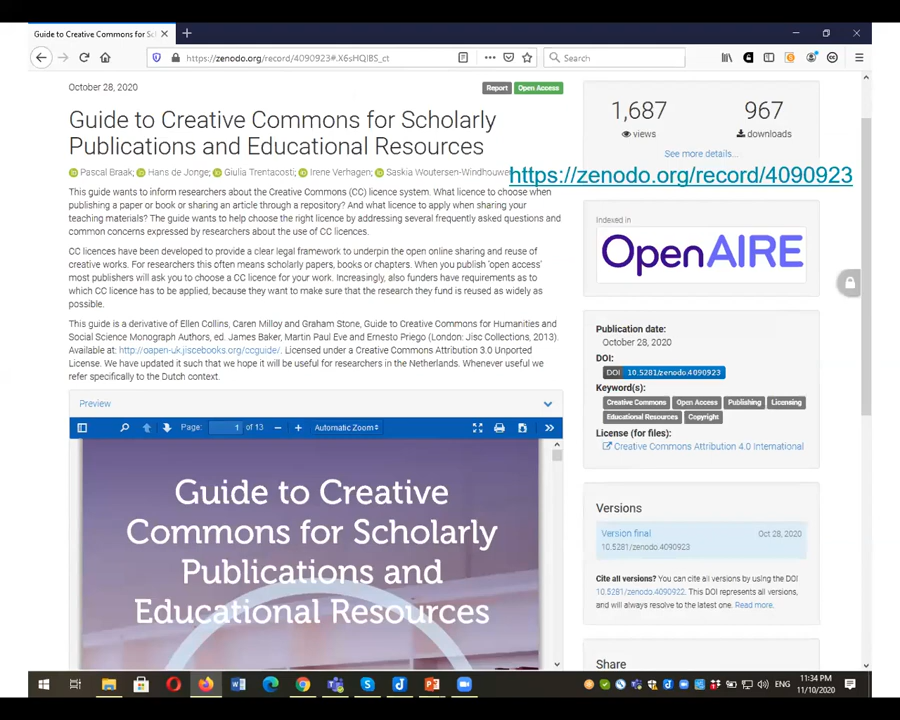 Guide to Creative Commons for Sc
https://zenodo.org/record/4090923#.X6sHQlBS_ct
Search
October 28, 2020
Report
Open Access
Guide to Creative Commons for Scholarly
Publications and Educational Resources
Pascal Braak; Hans de Jonge; Giulia Trentacosti; Irene Verhagen; Saskia Woutersen-Windhouwe
This guide wants to inform researchers about the Creative Commons (CC) licence system. What licence to choose when
publishing a paper or book or sharing an article through a repository? And what licence to apply when sharing your
teaching materials? The guide wants to help choose the right licence by addressing several frequently asked questions and
common concerns expressed by researchers about the use of CC licences.
CC licences have been developed to provide a clear legal framework to underpin the open online sharing and reuse of
creative works. For researchers this often means scholarly papers, books or chapters. When you publish 'open access'
most publishers will ask you to choose a CC licence for your work. Increasingly, also funders have requirements as to
which CC licence has to be applied, because they want to make sure that the research they fund is reused as widely as
possible.
This guide is a derivative of Ellen Collins, Caren Milloy and Graham Stone, Guide to Creative Commons for Humanities and
Social Science Monograph Authors, ed. James Baker, Martin Paul Eve and Ernesto Priego (London: Jisc Collections, 2013).
Available at: http://oapen-uk.jiscebooks.org/ccguide/. Licensed under a Creative Commons Attribution 3.0 Unported
License. We have updated it such that we hope it will be useful for researchers in the Netherlands. Whenever useful we
refer specifically to the Dutch context.
Preview
Page: 1 of 13
Automatic Zoom
Guide to Creative
Commons for Scholarly
Publications and
Educational Resources
1,687
views
967
downloads
See more details...
https://zenodo.org/record/4090923
Indexed in
OpenAIRE
Publication date:
October 28, 2020
DOI:
DOI 10.5281/zenodo.4090923
Keyword(s):
Creative Commons Open Access Publishing Licensing
Educational Resources Copyright
License (for files):
Creative Commons Attribution 4.0 International
Versions
Version final Oct 28, 2020
10.5281/zenodo.4090923
Cite all versions? You can cite all versions by using the DOI
10.5281/zenodo.4090922. This DOI represents all versions,
and will always resolve to the latest one. Read more.
Share
ENG
11:34 PM
11/10/2020